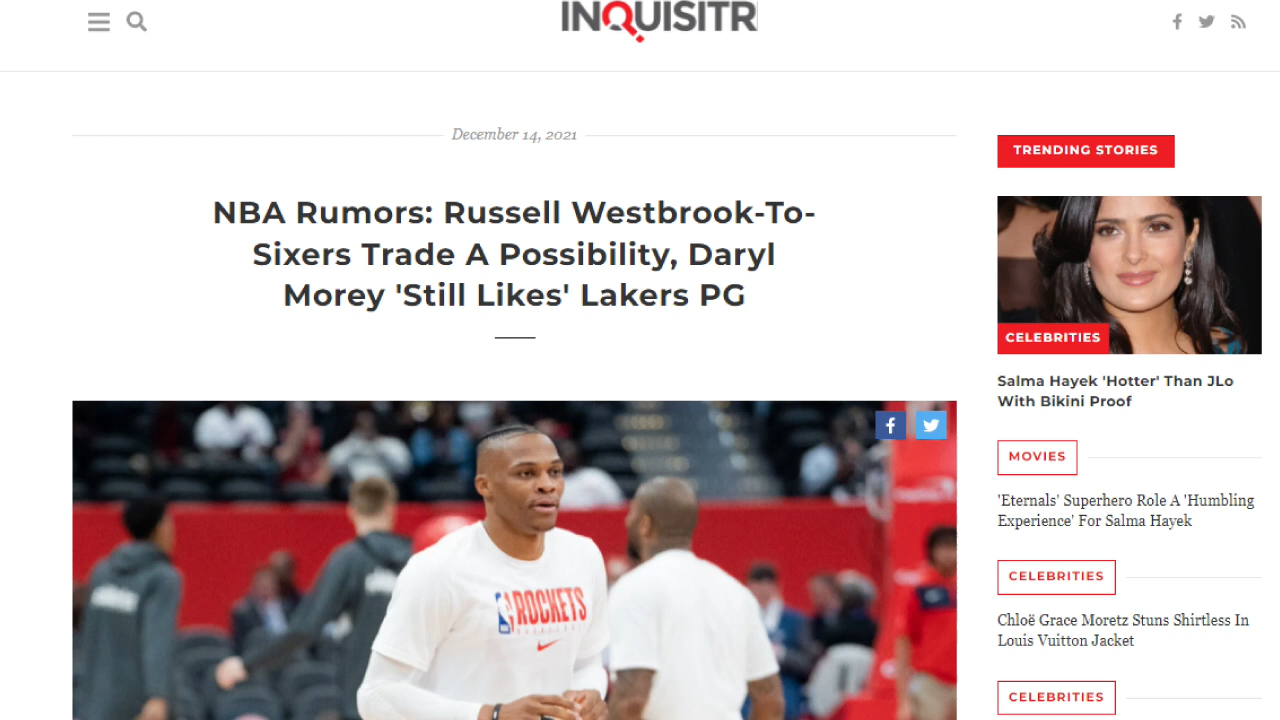 INQUISITR
December 14, 2021
NBA Rumors: Russell Westbrook-To-
Sixers Trade A Possibility, Daryl
Morey 'Still Likes' Lakers PG
ROCKETS
TRENDING STORIES
CELEBRITIES
Salma Hayek 'Hotter' Than JLo
With Bikini Proof
MOVIES
'Eternals' Superhero Role A 'Humbling
Experience' For Salma Hayek
CELEBRITIES
Chloë Grace Moretz Stuns Shirtless In
Louis Vuitton Jacket
CELEBRITIES